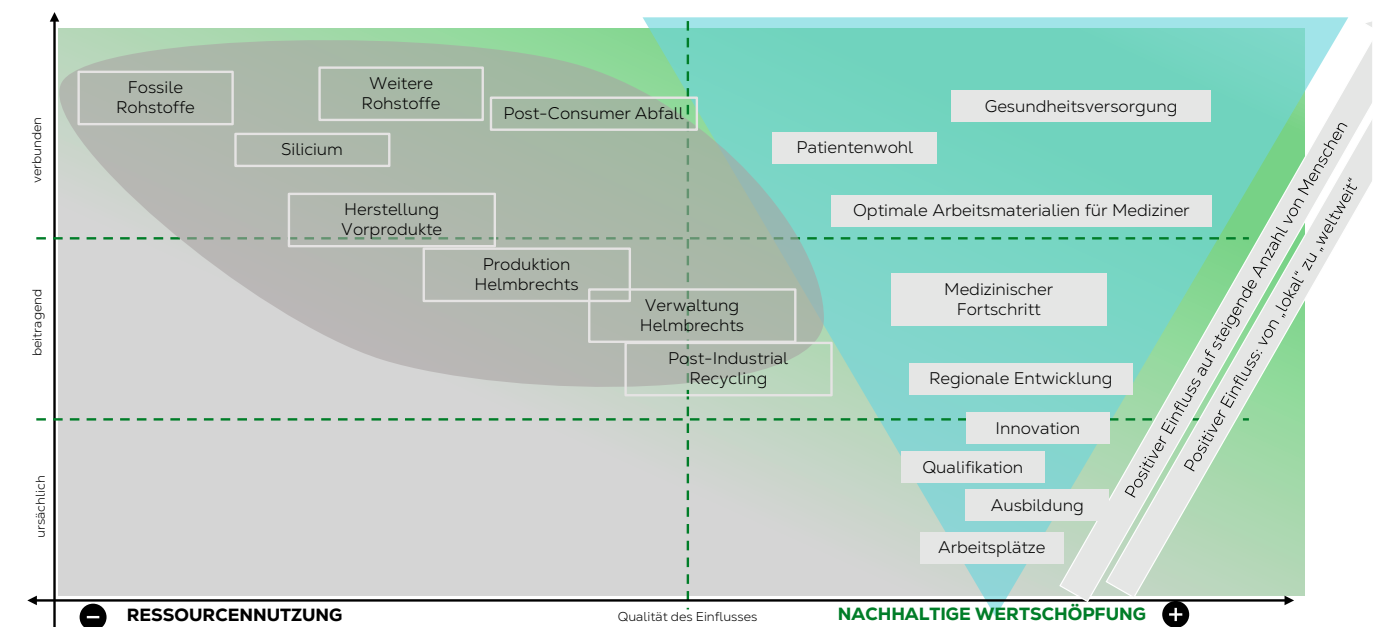 Fossile
Rohstoffe
Weitere
Rohstoffe
Post-Consumer Abfall
Gesundheitsversorgung
Silicium
Patientenwohl
Herstellung
Vorprodukte
Optimale Arbeitsmaterialien für Mediziner
Produktion
Helmbrechts
Verwaltung
Helmbrechts
Medizinischer
Fortschritt
Post-Industrial
Recycling
Regionale Entwicklung
Innovation
Qualifikation
Ausbildung
Arbeitsplätze
verbunden
beitragend
ursächlich
Positiver Einfluss auf steigende Anzahl von Menschen
Positiver Einfluss: von „lokal“ zu „weltweit“
– RESSOURCENNUTZUNG
Qualität des Einflusses
NACHHALTIGE WERTSCHÖPFUNG +